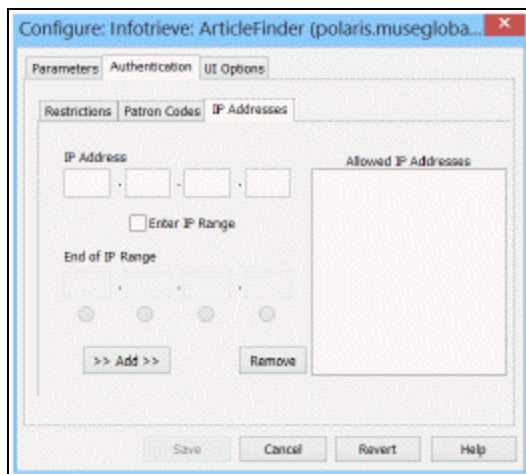 Configure: Infotrieve: ArticleFinder (polaris.musegloba...
Parameters Authentication UI Options
Restrictions Patron Codes IP Addresses
IP Address
Allowed IP Addresses
. . .
Enter IP Range
End of IP Range
. . .
>> Add >> Remove
Save Cancel Revert Help